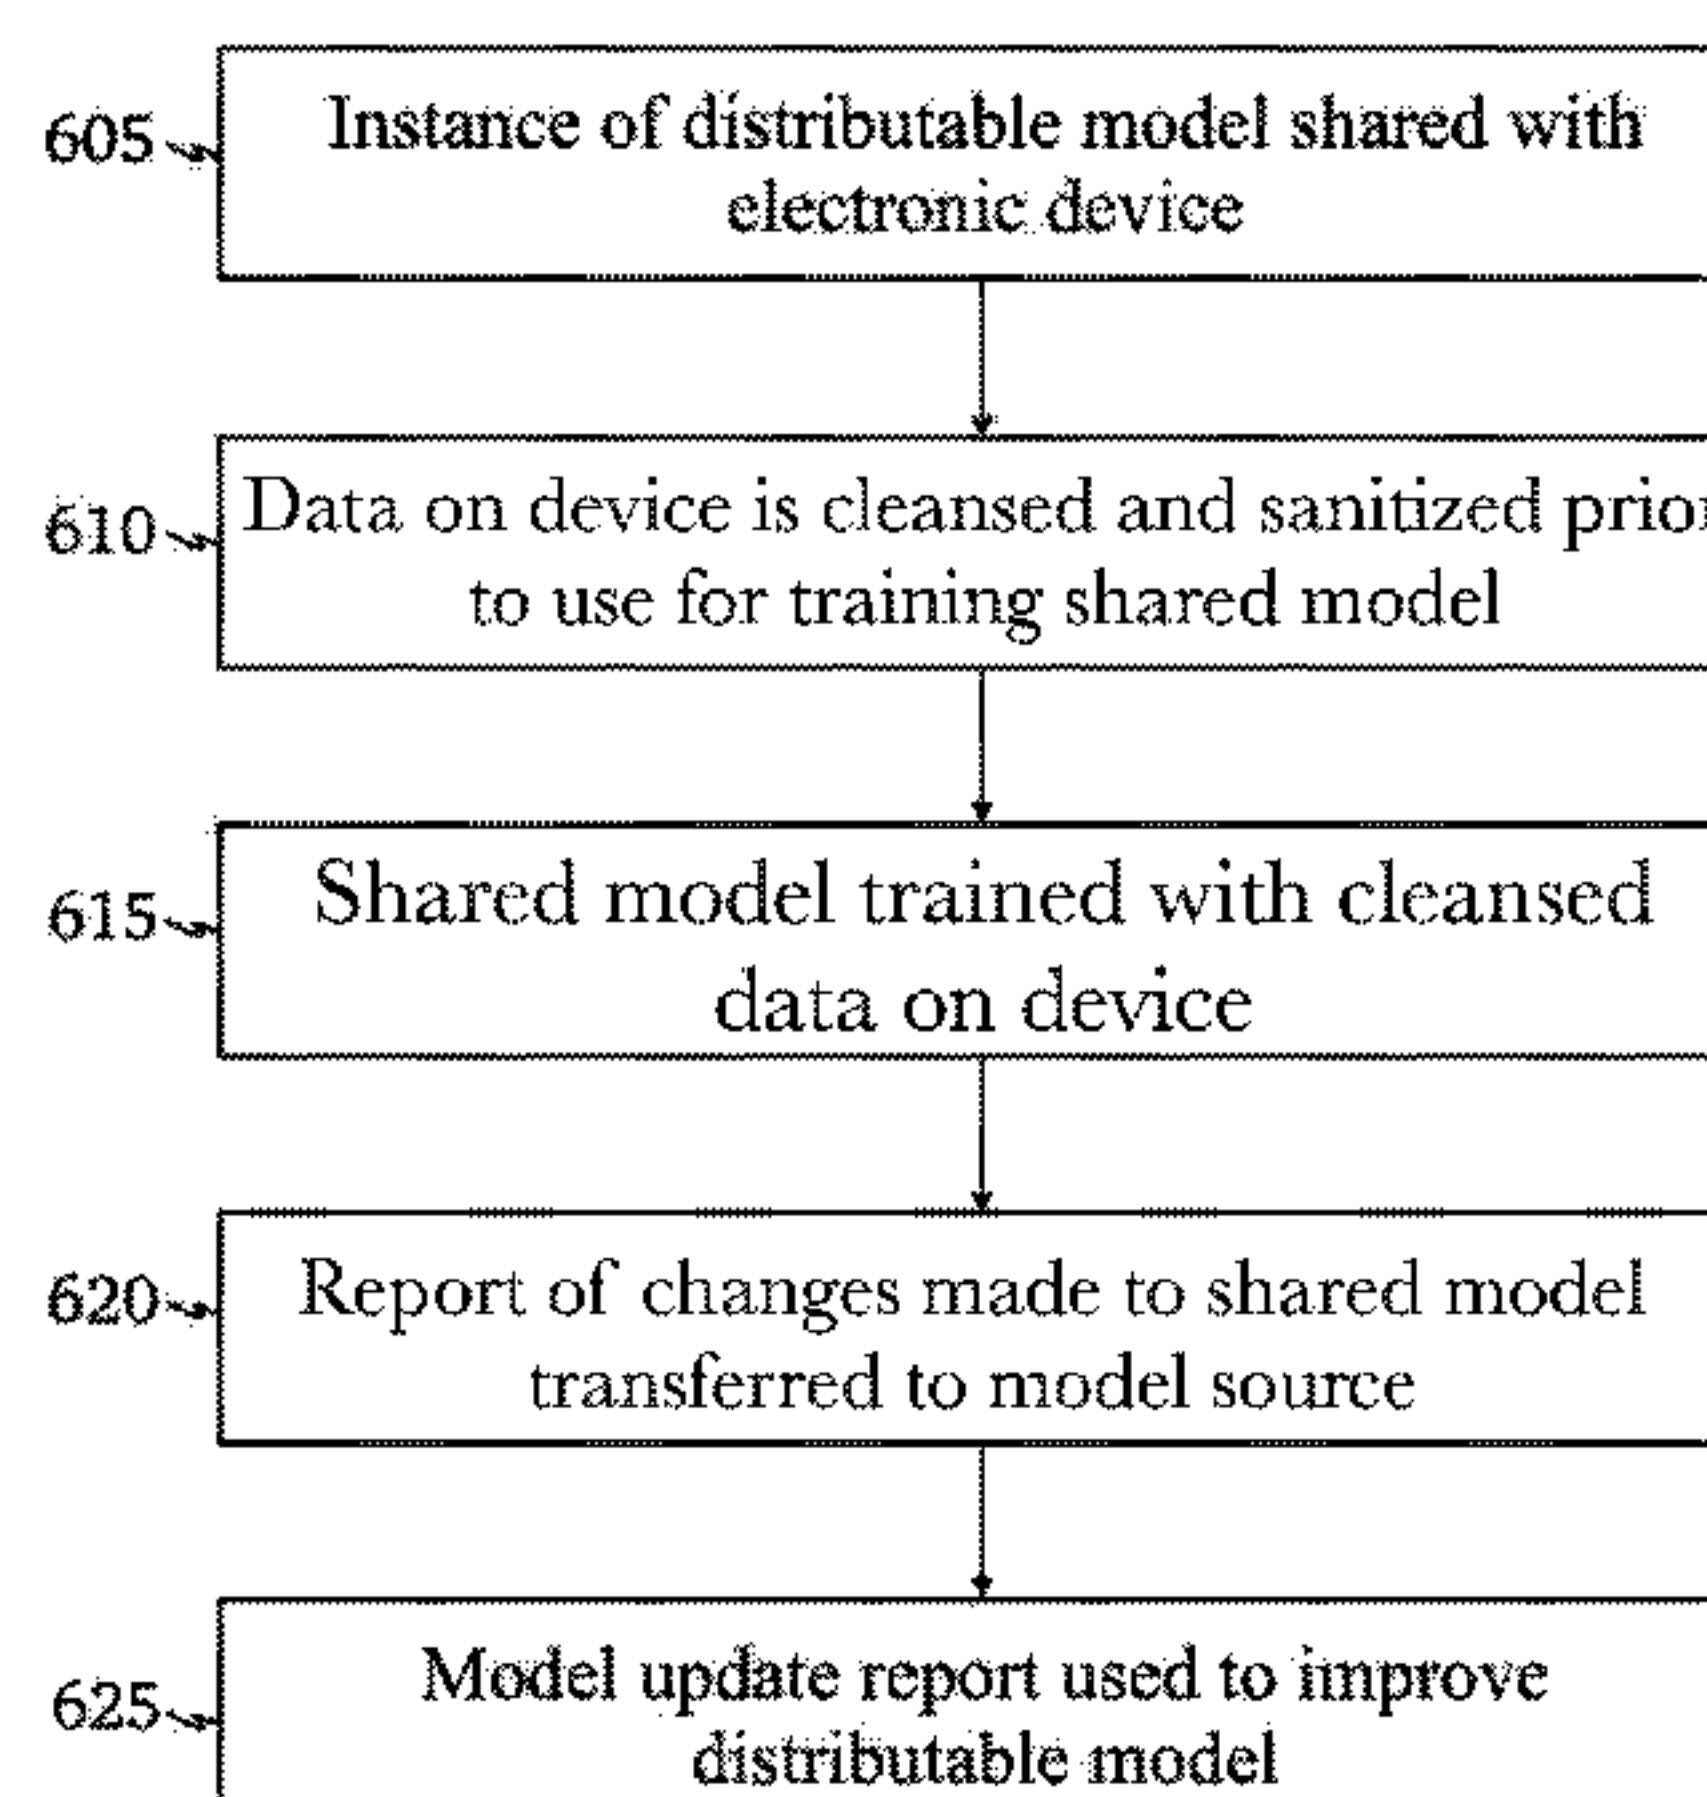 605
Instance of distributable model shared with
electronic device
610
Data on device is cleansed and sanitized prior
to use for training shared model
615
Shared model trained with cleansed
data on device
620
Report of changes made to shared model
transferred to model source
625
Model update report used to improve
distributable model